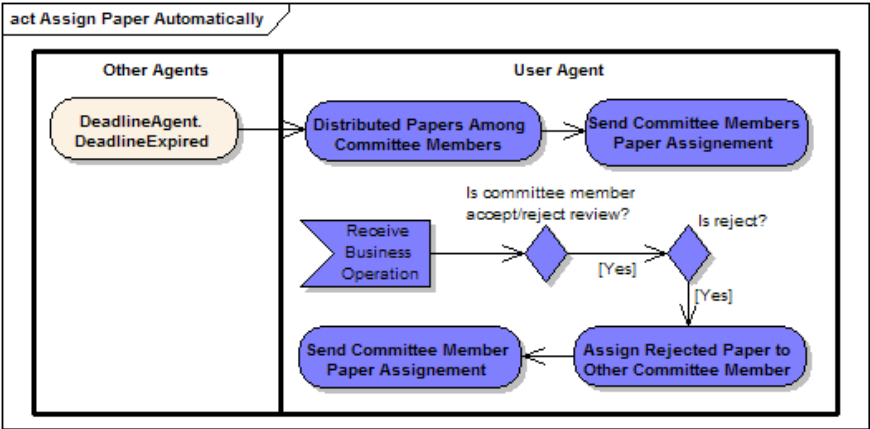 act Assign Paper Automatically
Other Agents
User Agent
DeadlineAgent.
DeadlineExpired
Distributed Papers Among
Committee Members
Send Committee Members
Paper Assignement
Is committee member
accept/reject review?
Is reject?
Receive
Business
Operation
[Yes]
[Yes]
Send Committee Member
Paper Assignement
Assign Rejected Paper to
Other Committee Member